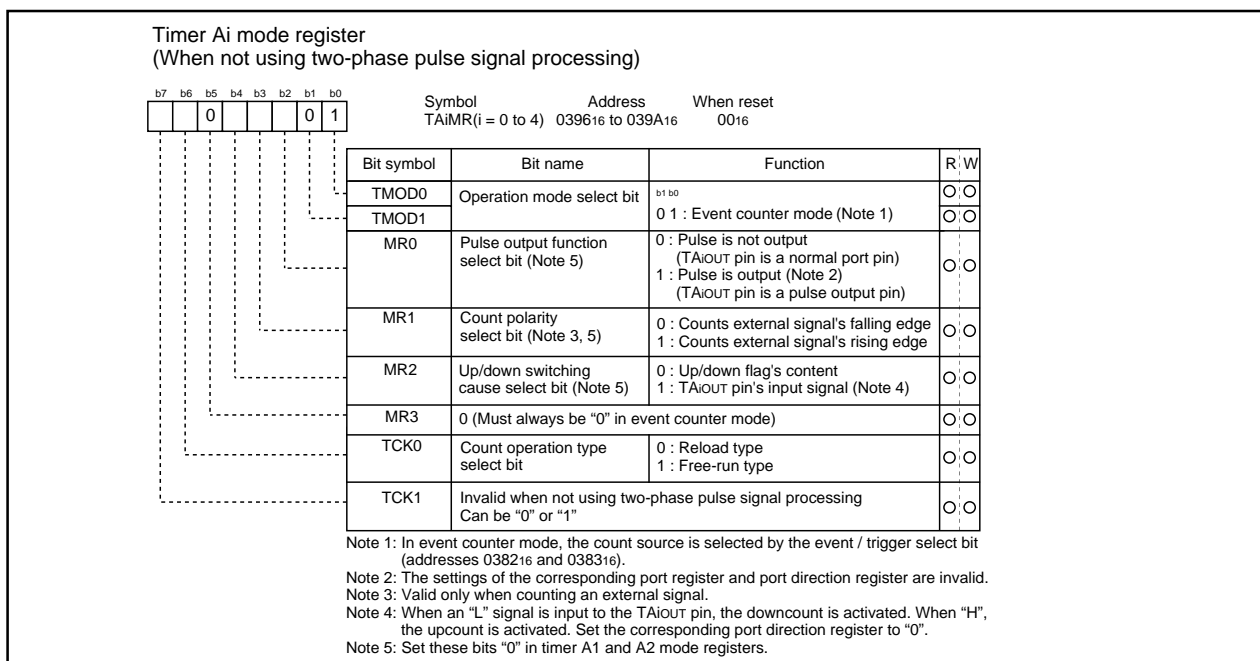 Timer Ai mode register
(When not using two-phase pulse signal processing)
b7 b6 b5 b4 b3 b2 b1 b0
0 0 1
Symbol Address When reset
TAiMR(i = 0 to 4) 039616 to 039A16 0016
Bit symbol Bit name Function R W
TMOD0 Operation mode select bit b1 b0
TMOD1 0 1 : Event counter mode (Note 1)
MR0 Pulse output function 0 : Pulse is not output
select bit (Note 5) (TAiOUT pin is a normal port pin)
1 : Pulse is output (Note 2)
(TAiOUT pin is a pulse output pin)
MR1 Count polarity 0 : Counts external signal's falling edge
select bit (Note 3, 5) 1 : Counts external signal's rising edge
MR2 Up/down switching 0 : Up/down flag's content
cause select bit (Note 5) 1 : TAiOUT pin's input signal (Note 4)
MR3 0 (Must always be “0” in event counter mode)
TCK0 Count operation type 0 : Reload type
select bit 1 : Free-run type
TCK1 Invalid when not using two-phase pulse signal processing
Can be “0” or “1”
Note 1: In event counter mode, the count source is selected by the event / trigger select bit
(addresses 038216 and 038316).
Note 2: The settings of the corresponding port register and port direction register are invalid.
Note 3: Valid only when counting an external signal.
Note 4: When an “L” signal is input to the TAiOUT pin, the downcount is activated. When “H”,
the upcount is activated. Set the corresponding port direction register to “0”.
Note 5: Set these bits “0” in timer A1 and A2 mode registers.